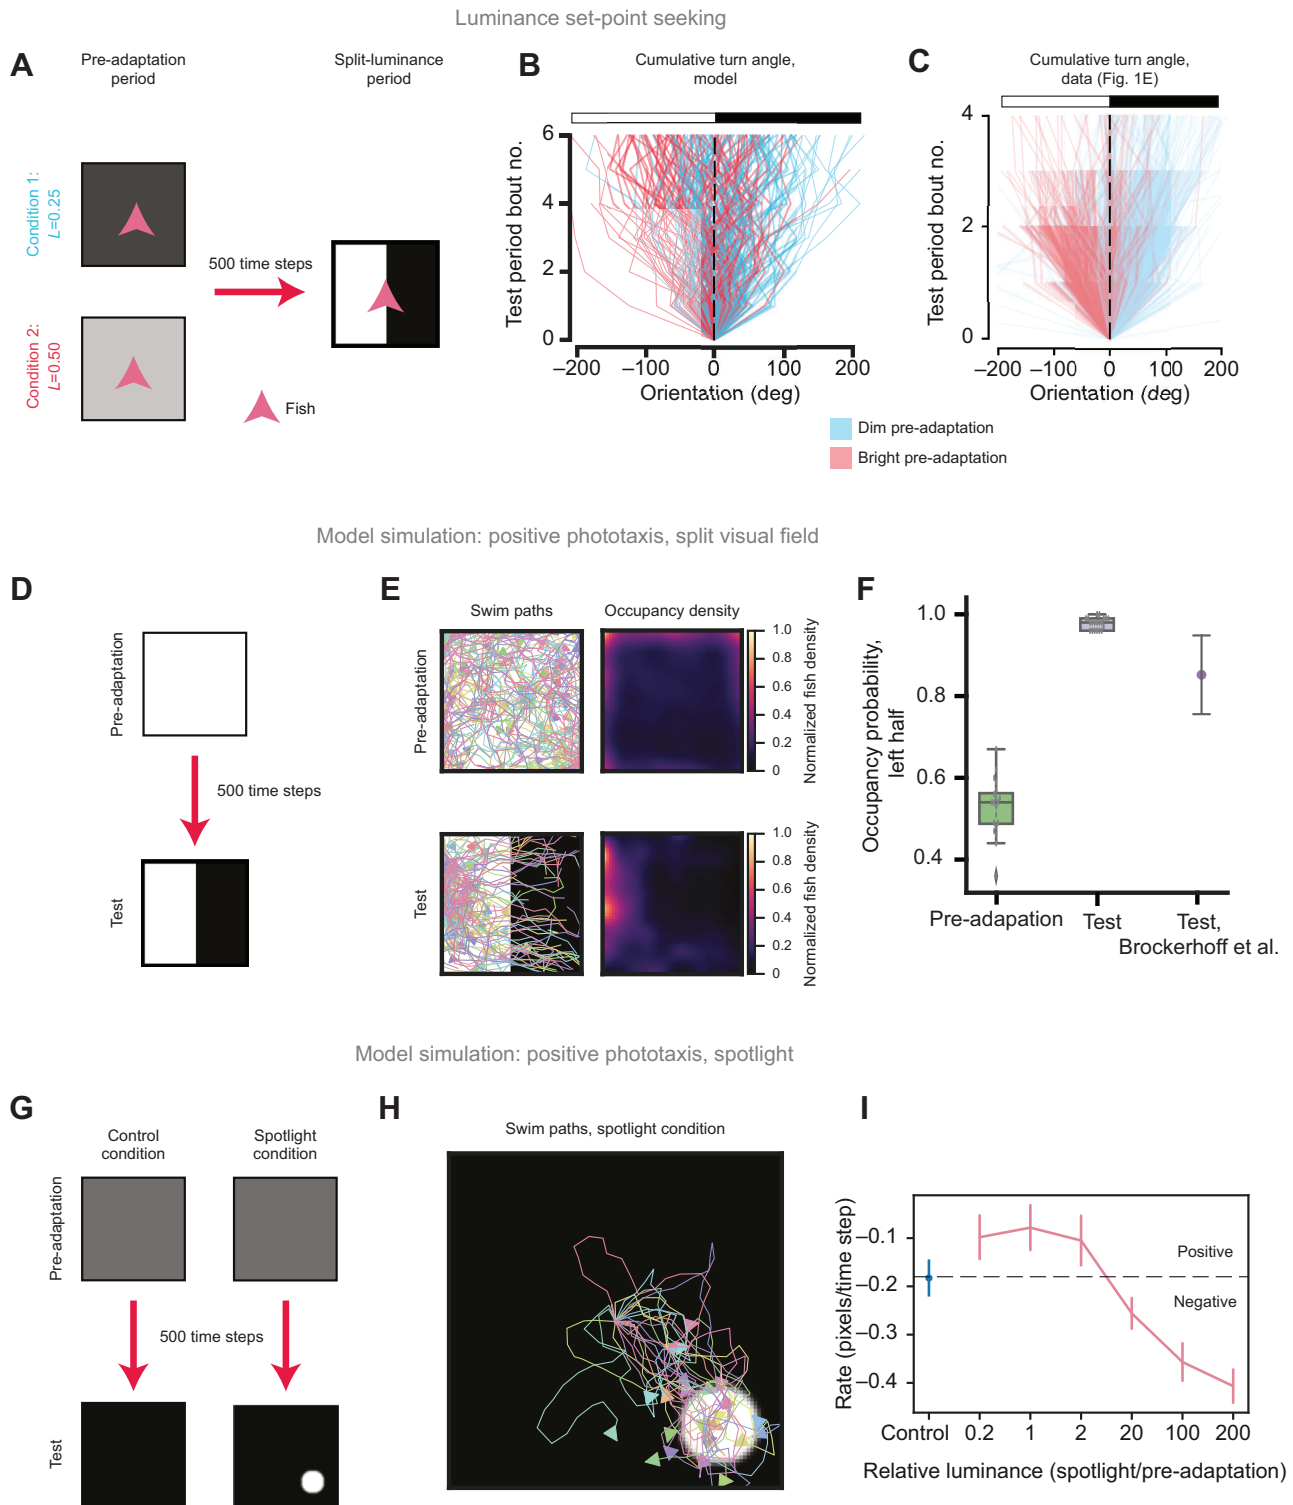 Luminance set-point seeking
A
Pre-adaptation
period
Split-luminance
period
Condition 1:
L=0.25
Condition 2:
L=0.50
500 time steps
Fish
B
Cumulative turn angle,
model
Test period bout no.
6
4
2
0
–200
–100
0
100
200
Orientation (deg)
C
Cumulative turn angle,
data (Fig. 1E)
Test period bout no.
4
2
0
–200
–100
0
100
200
Orientation (deg)
Dim pre-adaptation
Bright pre-adaptation
Model simulation: positive phototaxis, split visual field
D
Pre-adaptation
500 time steps
Test
E
Swim paths
Occupancy density
Pre-adaptation
1.0
0.8
0.6
0.4
0.2
0
Normalized fish density
Test
1.0
0.8
0.6
0.4
0.2
0
Normalized fish density
F
Occupancy probability,
left half
1.0
0.8
0.6
0.4
Pre-adapation
Test
Test,
Brockerhoff et al.
Model simulation: positive phototaxis, spotlight
G
Control
condition
Spotlight
condition
Pre-adaptation
500 time steps
Test
H
Swim paths, spotlight condition
I
Rate (pixels/time step)
–0.1
–0.2
–0.3
–0.4
Positive
Negative
Control
0.2
1
2
20
100
200
Relative luminance (spotlight/pre-adaptation)